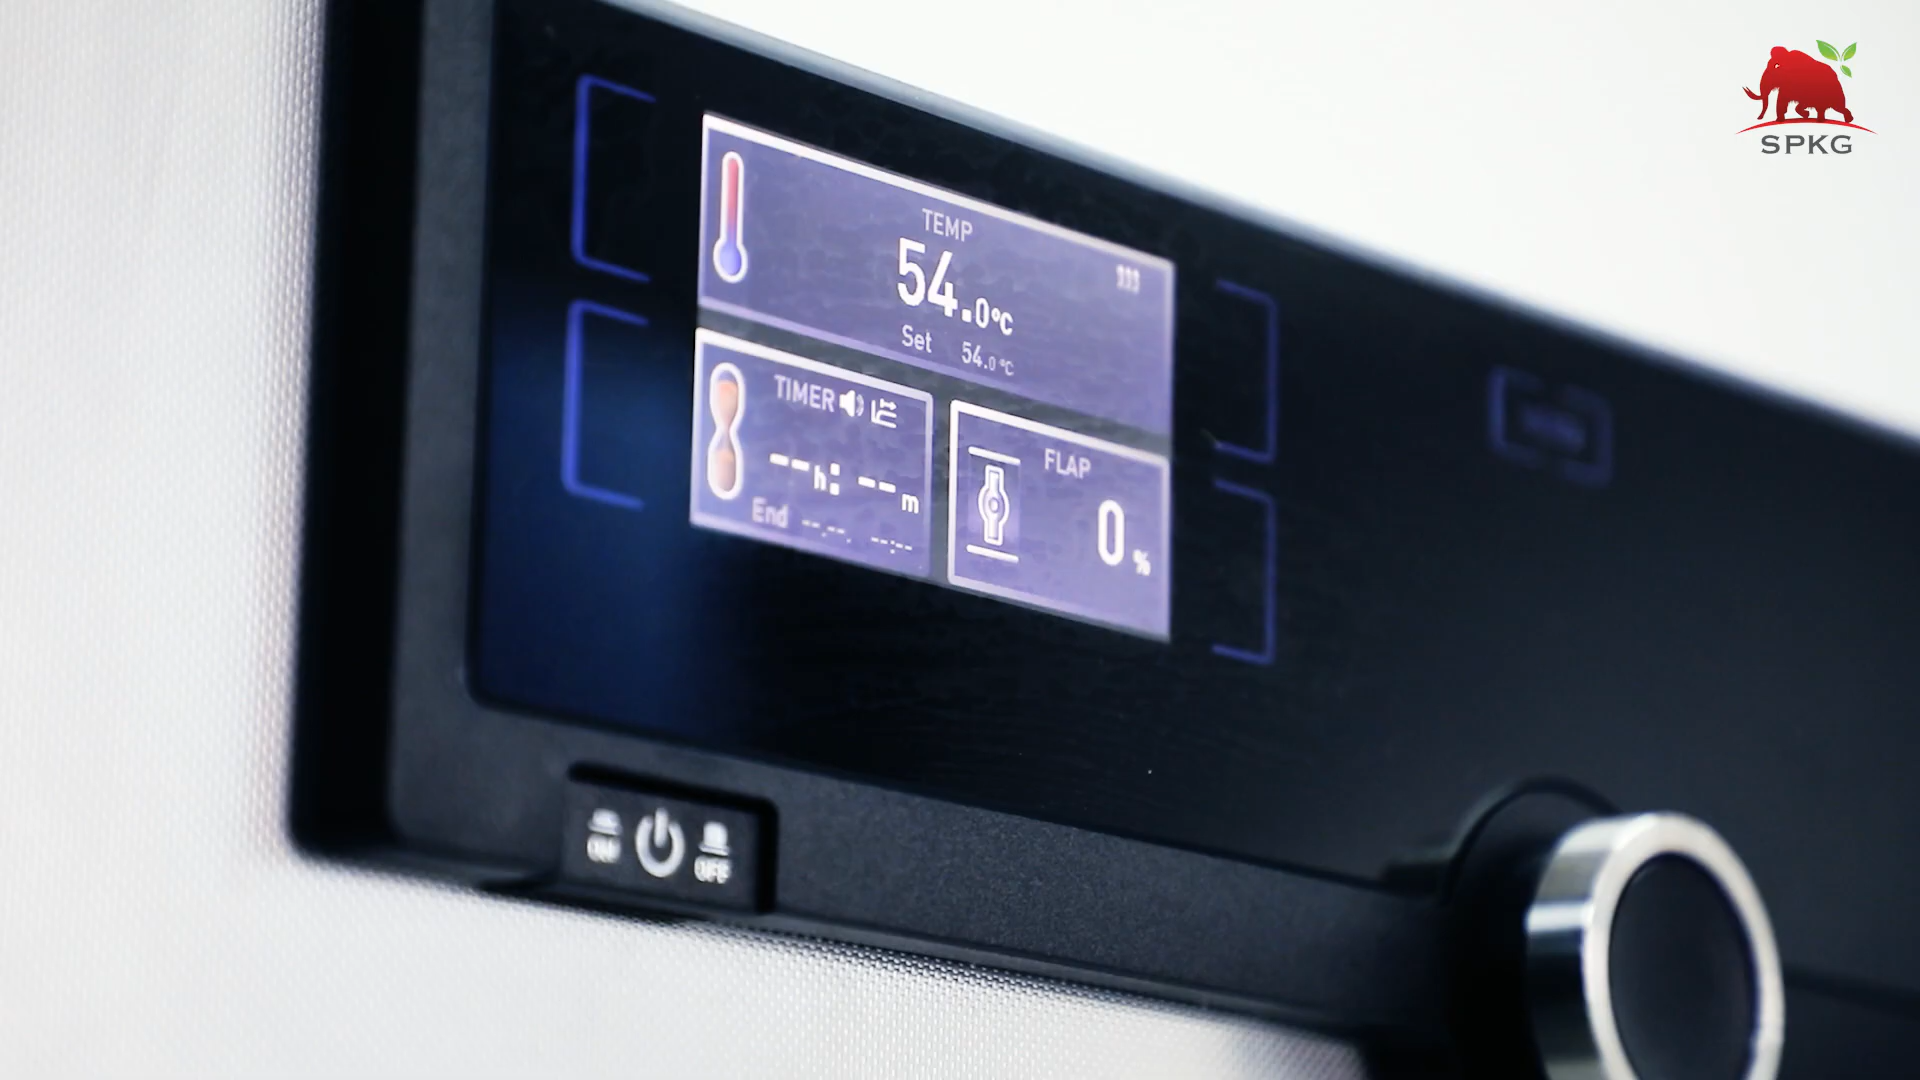 SPKG
TEMP
54.0°C
Set 54.0°C
TIMER
--h: --m
End --.--. --:--
FLAP
0 %
ON OFF